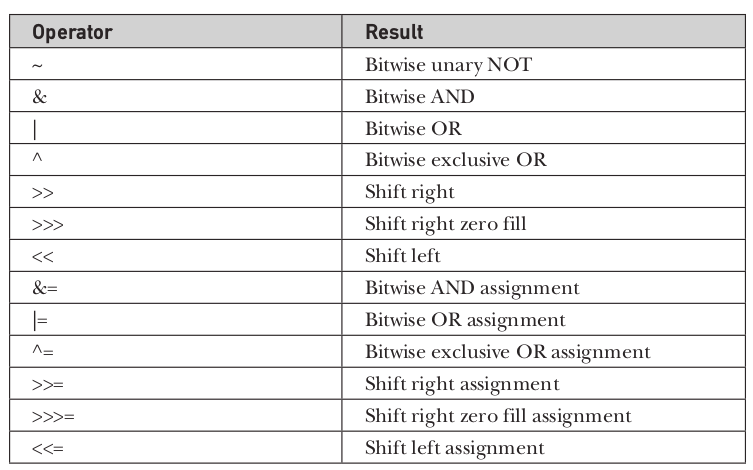 Operator Result
~ Bitwise unary NOT
& Bitwise AND
| Bitwise OR
^ Bitwise exclusive OR
>> Shift right
>>> Shift right zero fill
<< Shift left
&= Bitwise AND assignment
|= Bitwise OR assignment
^= Bitwise exclusive OR assignment
>>= Shift right assignment
>>>= Shift right zero fill assignment
<<= Shift left assignment